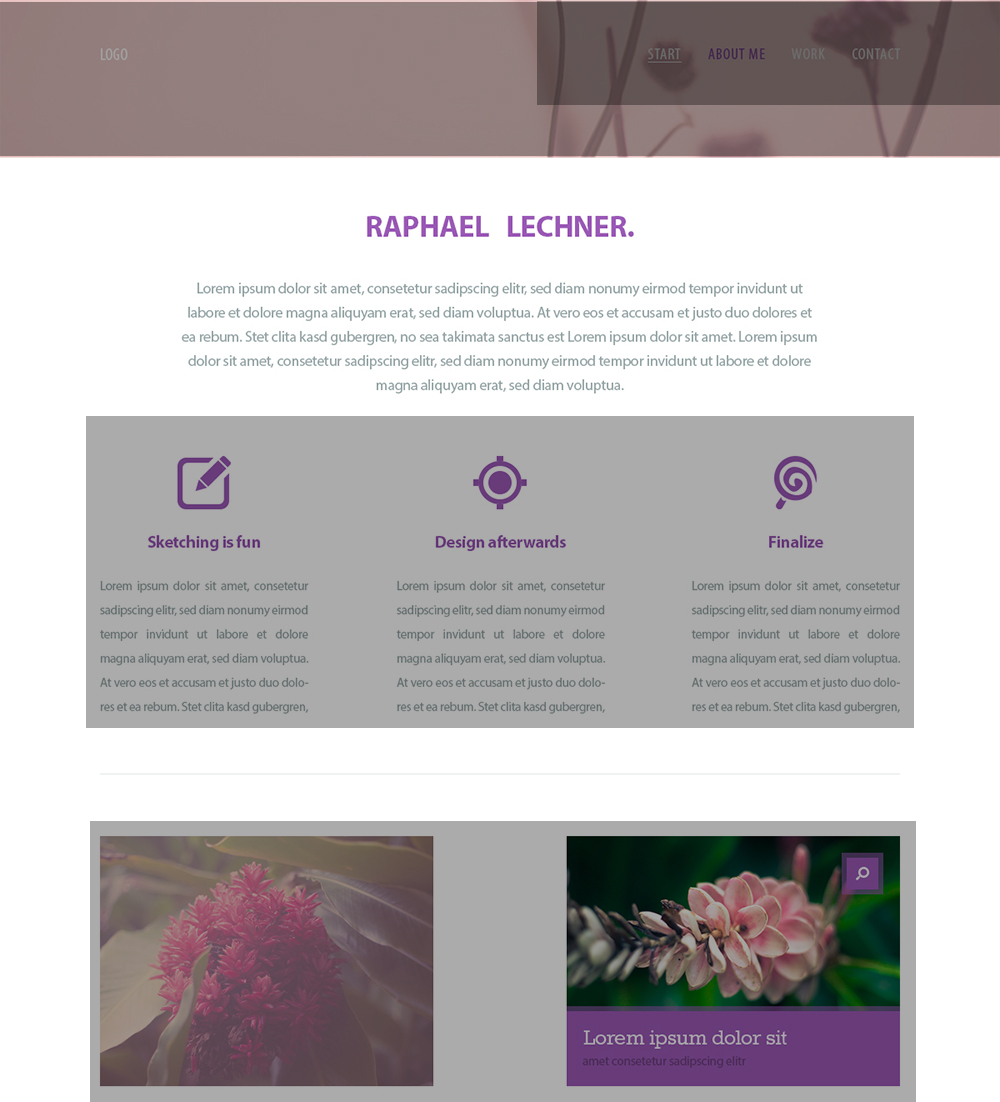 LOGO
START ABOUT ME WORK CONTACT
RAPHAEL LECHNER.
Lorem ipsum dolor sit amet, consetetur sadipscing elitr, sed diam nonumy eirmod tempor invidunt ut
labore et dolore magna aliquyam erat, sed diam voluptua. At vero eos et accusam et justo duo dolores et
ea rebum. Stet clita kasd gubergren, no sea takimata sanctus est Lorem ipsum dolor sit amet. Lorem ipsum
dolor sit amet, consetetur sadipscing elitr, sed diam nonumy eirmod tempor invidunt ut labore et dolore
magna aliquyam erat, sed diam voluptua.
Sketching is fun
Lorem ipsum dolor sit amet, consetetur
sadipscing elitr, sed diam nonumy eirmod
tempor invidunt ut labore et dolore
magna aliquyam erat, sed diam voluptua.
At vero eos et accusam et justo duo dolo-
res et ea rebum. Stet clita kasd gubergren,
Design afterwards
Lorem ipsum dolor sit amet, consetetur
sadipscing elitr, sed diam nonumy eirmod
tempor invidunt ut labore et dolore
magna aliquyam erat, sed diam voluptua.
At vero eos et accusam et justo duo dolo-
res et ea rebum. Stet clita kasd gubergren,
Finalize
Lorem ipsum dolor sit amet, consetetur
sadipscing elitr, sed diam nonumy eirmod
tempor invidunt ut labore et dolore
magna aliquyam erat, sed diam voluptua.
At vero eos et accusam et justo duo dolo-
res et ea rebum. Stet clita kasd gubergren,
Lorem ipsum dolor sit
amet consetetur sadipscing elitr